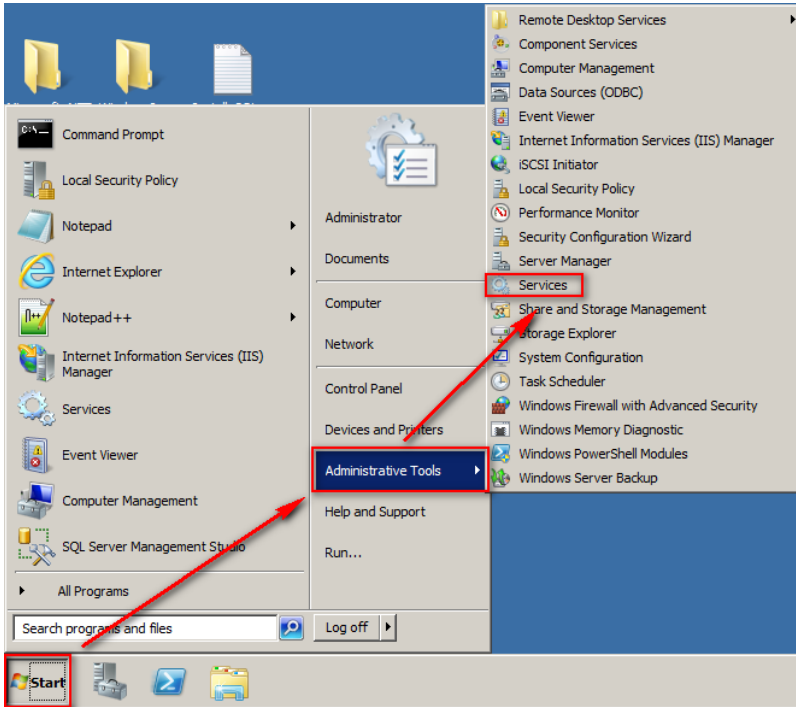 Command Prompt
Local Security Policy
Notepad
Internet Explorer
Notepad++
Internet Information Services (IIS)
Manager
Services
Event Viewer
Computer Management
SQL Server Management Studio
All Programs
Search programs and files
Administrator
Documents
Computer
Network
Control Panel
Devices and Printers
Administrative Tools
Help and Support
Run...
Log off
Remote Desktop Services
Component Services
Computer Management
Data Sources (ODBC)
Event Viewer
Internet Information Services (IIS) Manager
iSCSI Initiator
Local Security Policy
Performance Monitor
Security Configuration Wizard
Server Manager
Services
Share and Storage Management
Storage Explorer
System Configuration
Task Scheduler
Windows Firewall with Advanced Security
Windows Memory Diagnostic
Windows PowerShell Modules
Windows Server Backup
Start